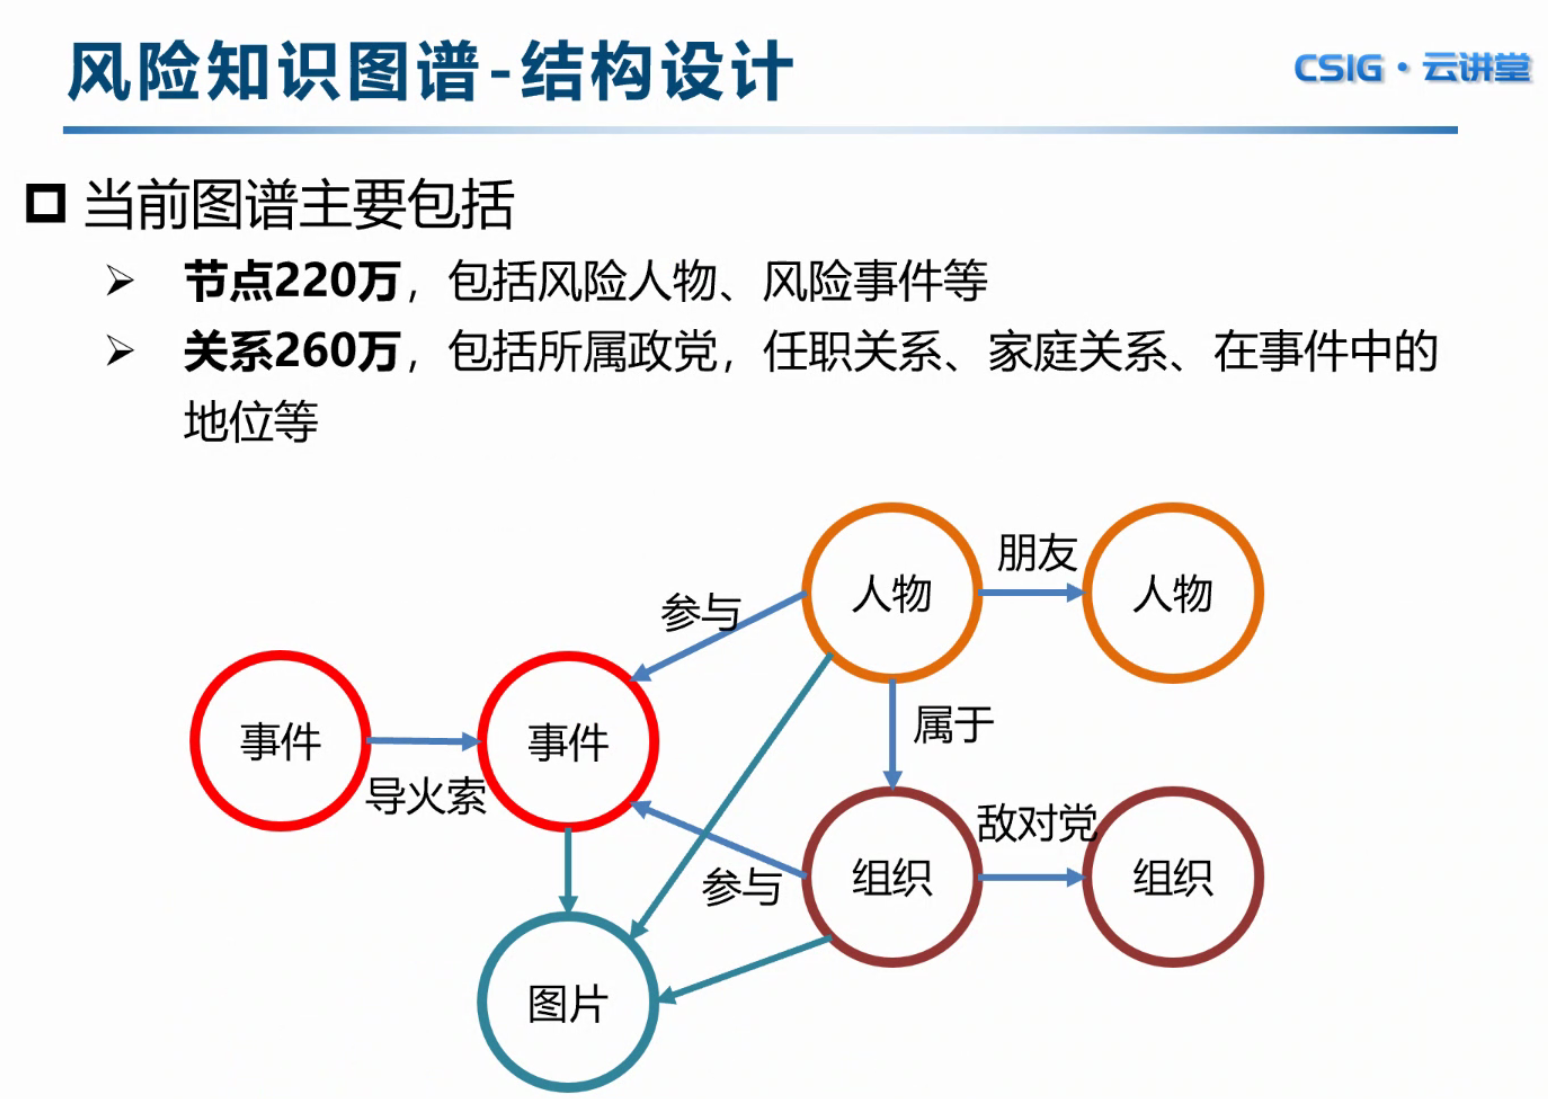 风险知识图谱-结构设计
CSIG·云讲堂
当前图谱主要包括
节点220万，包括风险人物、风险事件等
关系260万，包括所属政党，任职关系、家庭关系、在事件中的
地位等
朋友
人物
人物
参与
属于
事件
事件
导火索
敌对党
参与
组织
组织
图片